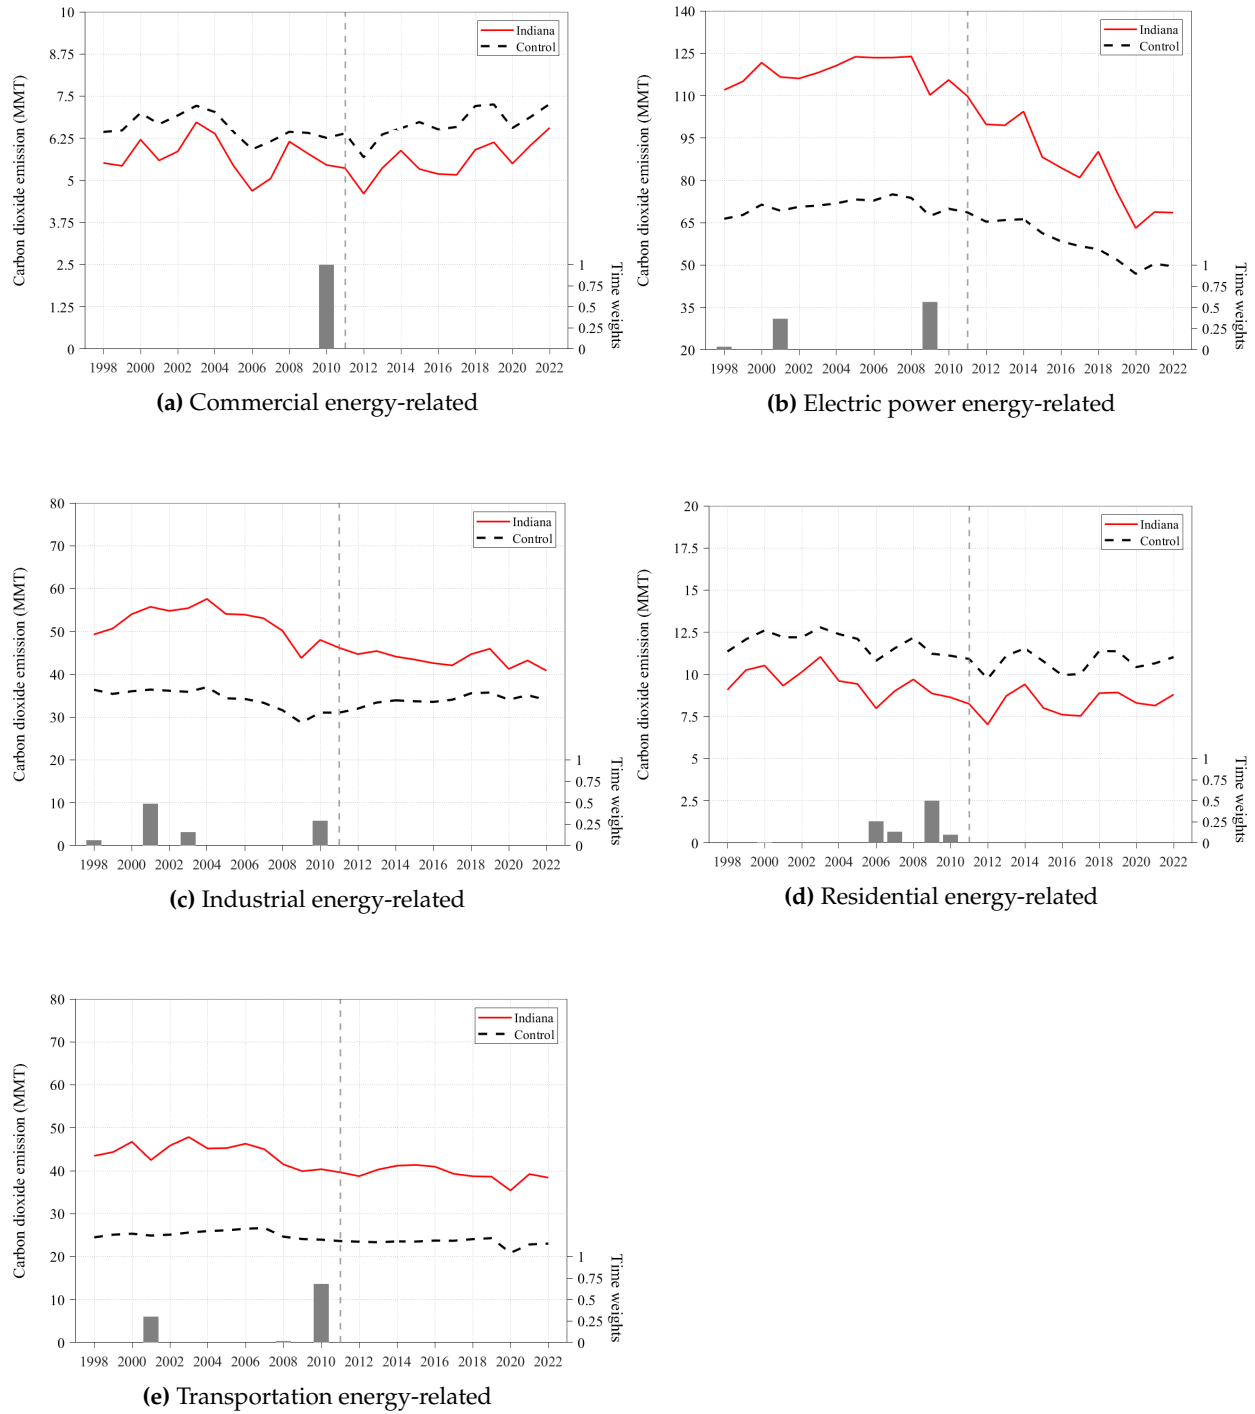 10
8.75
7.5
6.25
5
3.75
2.5
1.25
0
Carbon dioxide emission (MMT)
Indiana
Control
1
0.75
0.5
0.25
0
Time weights
1998 2000 2002 2004 2006 2008 2010 2012 2014 2016 2018 2020 2022
(a) Commercial energy-related
140
125
110
95
80
65
50
35
20
Carbon dioxide emission (MMT)
Indiana
Control
1
0.75
0.5
0.25
0
Time weights
1998 2000 2002 2004 2006 2008 2010 2012 2014 2016 2018 2020 2022
(b) Electric power energy-related
80
70
60
50
40
30
20
10
0
Carbon dioxide emission (MMT)
Indiana
Control
1
0.75
0.5
0.25
0
Time weights
1998 2000 2002 2004 2006 2008 2010 2012 2014 2016 2018 2020 2022
(c) Industrial energy-related
20
17.5
15
12.5
10
7.5
5
2.5
0
Carbon dioxide emission (MMT)
Indiana
Control
1
0.75
0.5
0.25
0
Time weights
1998 2000 2002 2004 2006 2008 2010 2012 2014 2016 2018 2020 2022
(d) Residential energy-related
80
70
60
50
40
30
20
10
0
Carbon dioxide emission (MMT)
Indiana
Control
1
0.75
0.5
0.25
0
Time weights
1998 2000 2002 2004 2006 2008 2010 2012 2014 2016 2018 2020 2022
(e) Transportation energy-related